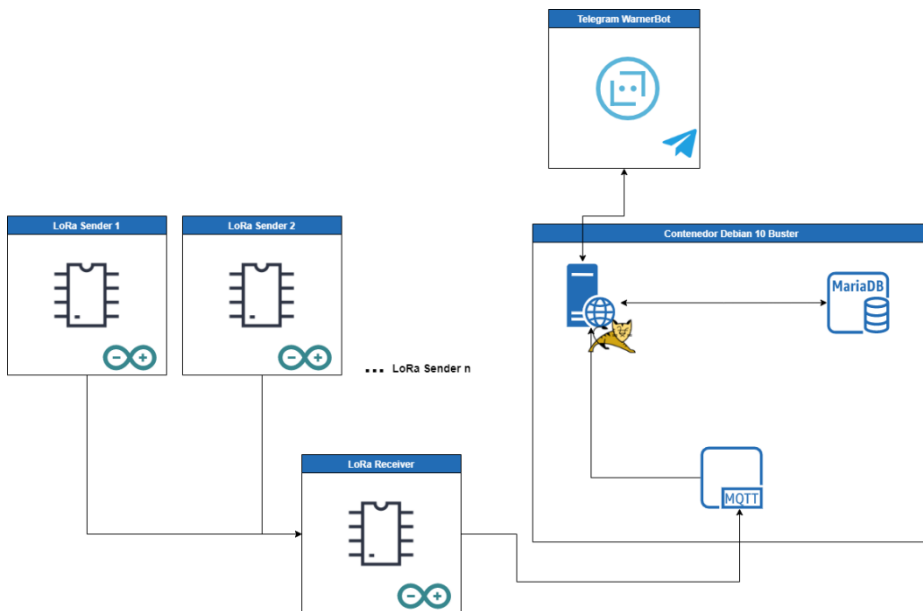 Telegram WarnerBot
LoRa Sender 1
LoRa Sender 2
Contenedor Debian 10 Buster
MariaDB
... LoRa Sender n
LoRa Receiver
MQTT